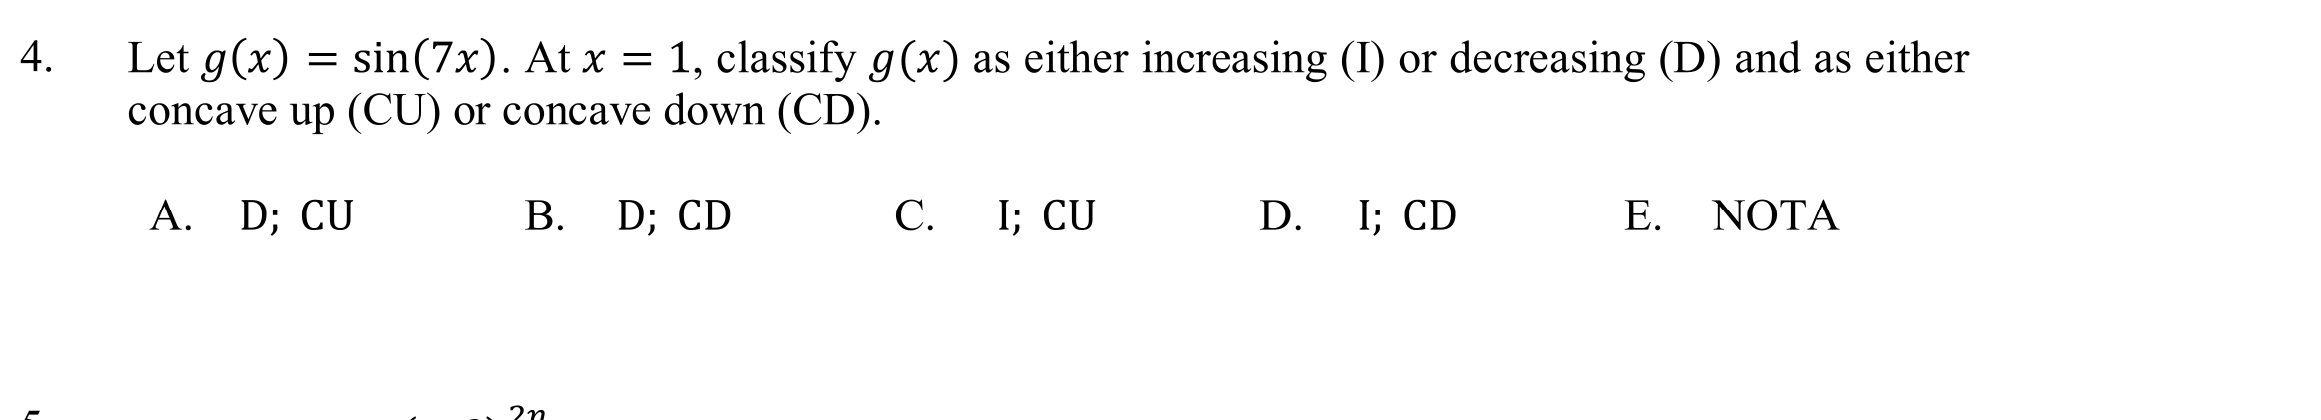 4. Let g(x) = sin(7x). At x = 1, classify g(x) as either increasing (I) or decreasing (D) and as either
concave up (CU) or concave down (CD).
A. D; CU B. D; CD C. I; CU D. I; CD E. NOTA
2n